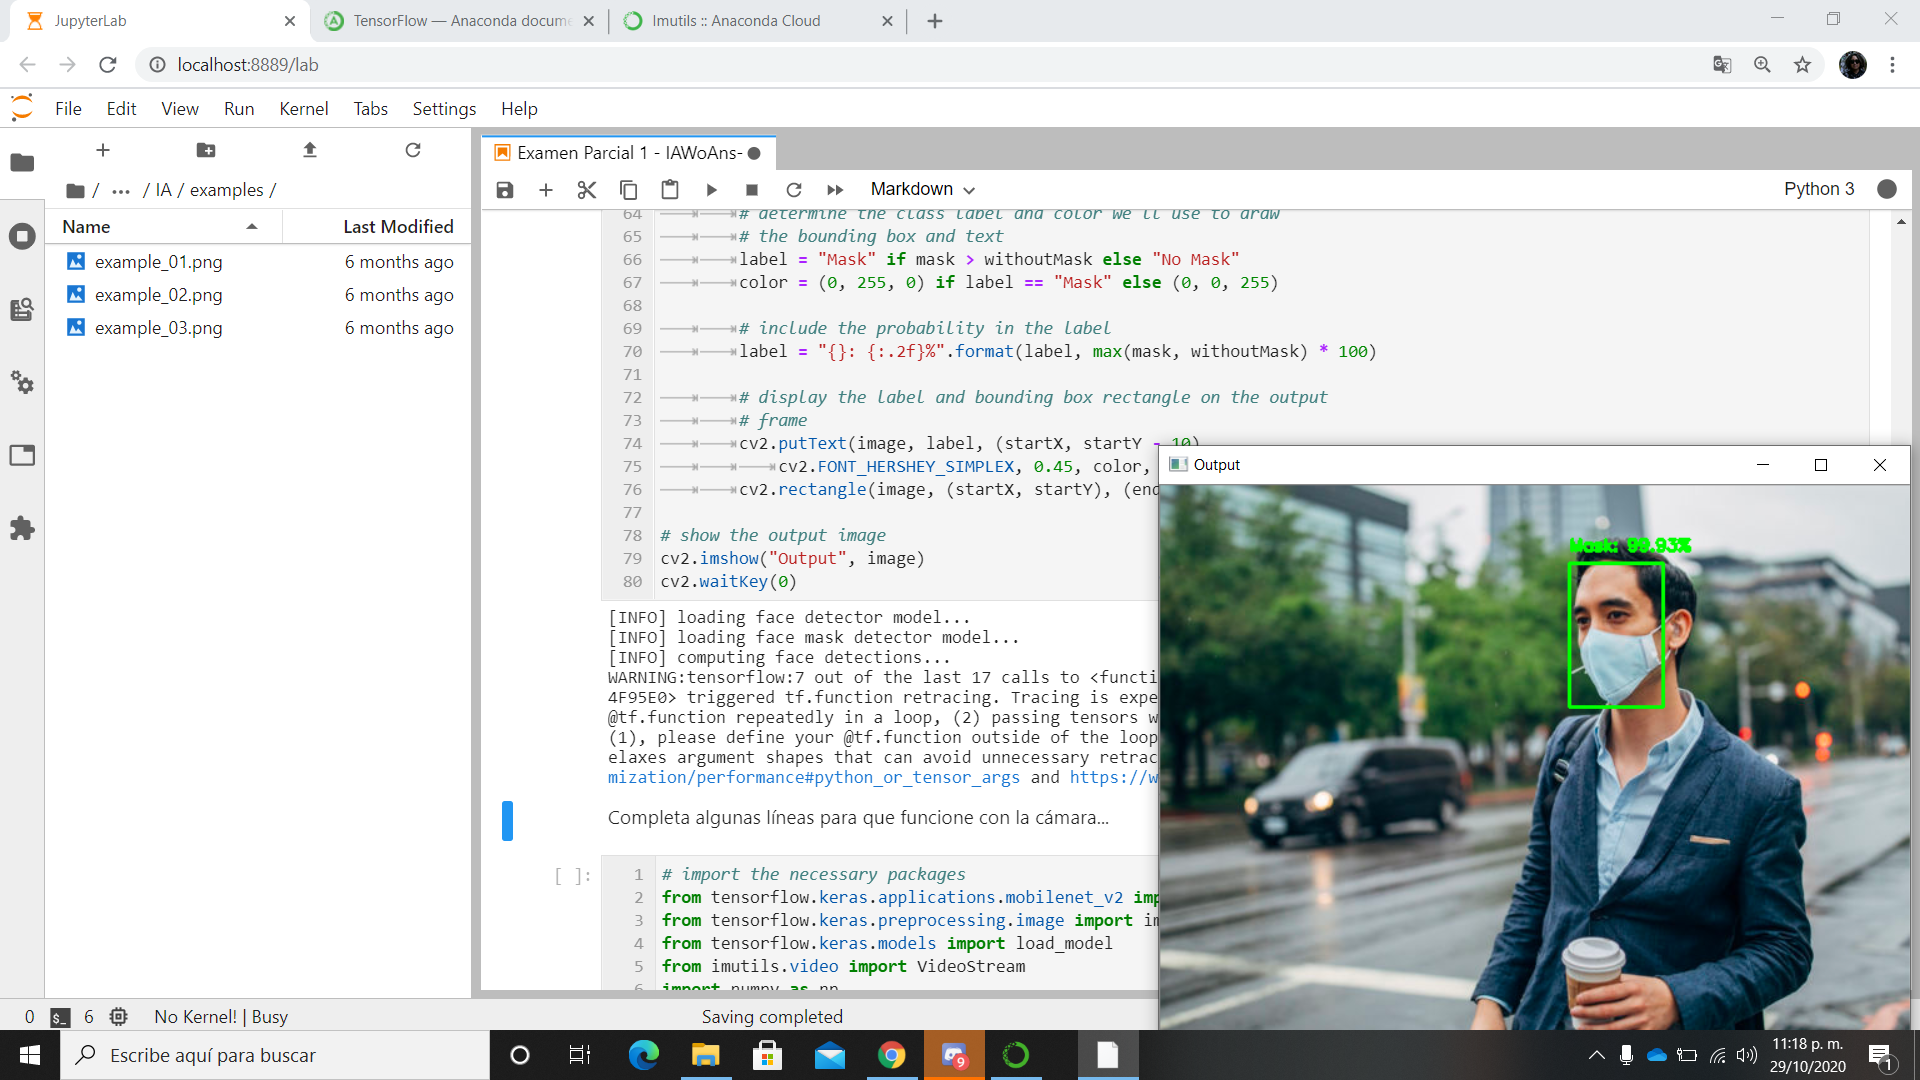 JupyterLab
TensorFlow — Anaconda docume
Imutils :: Anaconda Cloud
localhost:8889/lab
File Edit View Run Kernel Tabs Settings Help
/ ··· / IA / examples /
Name Last Modified
example_01.png 6 months ago
example_02.png 6 months ago
example_03.png 6 months ago
Examen Parcial 1 - IAWoAns-
Markdown
Python 3
64 # determine the class label and color we'll use to draw
65 # the bounding box and text
66 label = "Mask" if mask > withoutMask else "No Mask"
67 color = (0, 255, 0) if label == "Mask" else (0, 0, 255)
68
69 # include the probability in the label
70 label = "{}: {:.2f}%".format(label, max(mask, withoutMask) * 100)
71
72 # display the label and bounding box rectangle on the output
73 # frame
74 cv2.putText(image, label, (startX, startY - 10)
75 cv2.FONT_HERSHEY_SIMPLEX, 0.45, color,
76 cv2.rectangle(image, (startX, startY), (end
77
78 # show the output image
79 cv2.imshow("Output", image)
80 cv2.waitKey(0)
[INFO] loading face detector model...
[INFO] loading face mask detector model...
[INFO] computing face detections...
WARNING:tensorflow:7 out of the last 17 calls to <functi
4F95E0> triggered tf.function retracing. Tracing is expe
@tf.function repeatedly in a loop, (2) passing tensors w
(1), please define your @tf.function outside of the loop
elaxes argument shapes that can avoid unnecessary retrac
mization/performance#python_or_tensor_args and https://w
Completa algunas líneas para que funcione con la cámara...
[ ]:
1 # import the necessary packages
2 from tensorflow.keras.applications.mobilenet_v2 imp
3 from tensorflow.keras.preprocessing.image import im
4 from tensorflow.keras.models import load_model
5 from imutils.video import VideoStream
6 import numpy as np
Output
Mask: 99.93%
0 $_ 6 No Kernel! | Busy
Saving completed
Escribe aquí para buscar
9
11:18 p. m.
29/10/2020
1